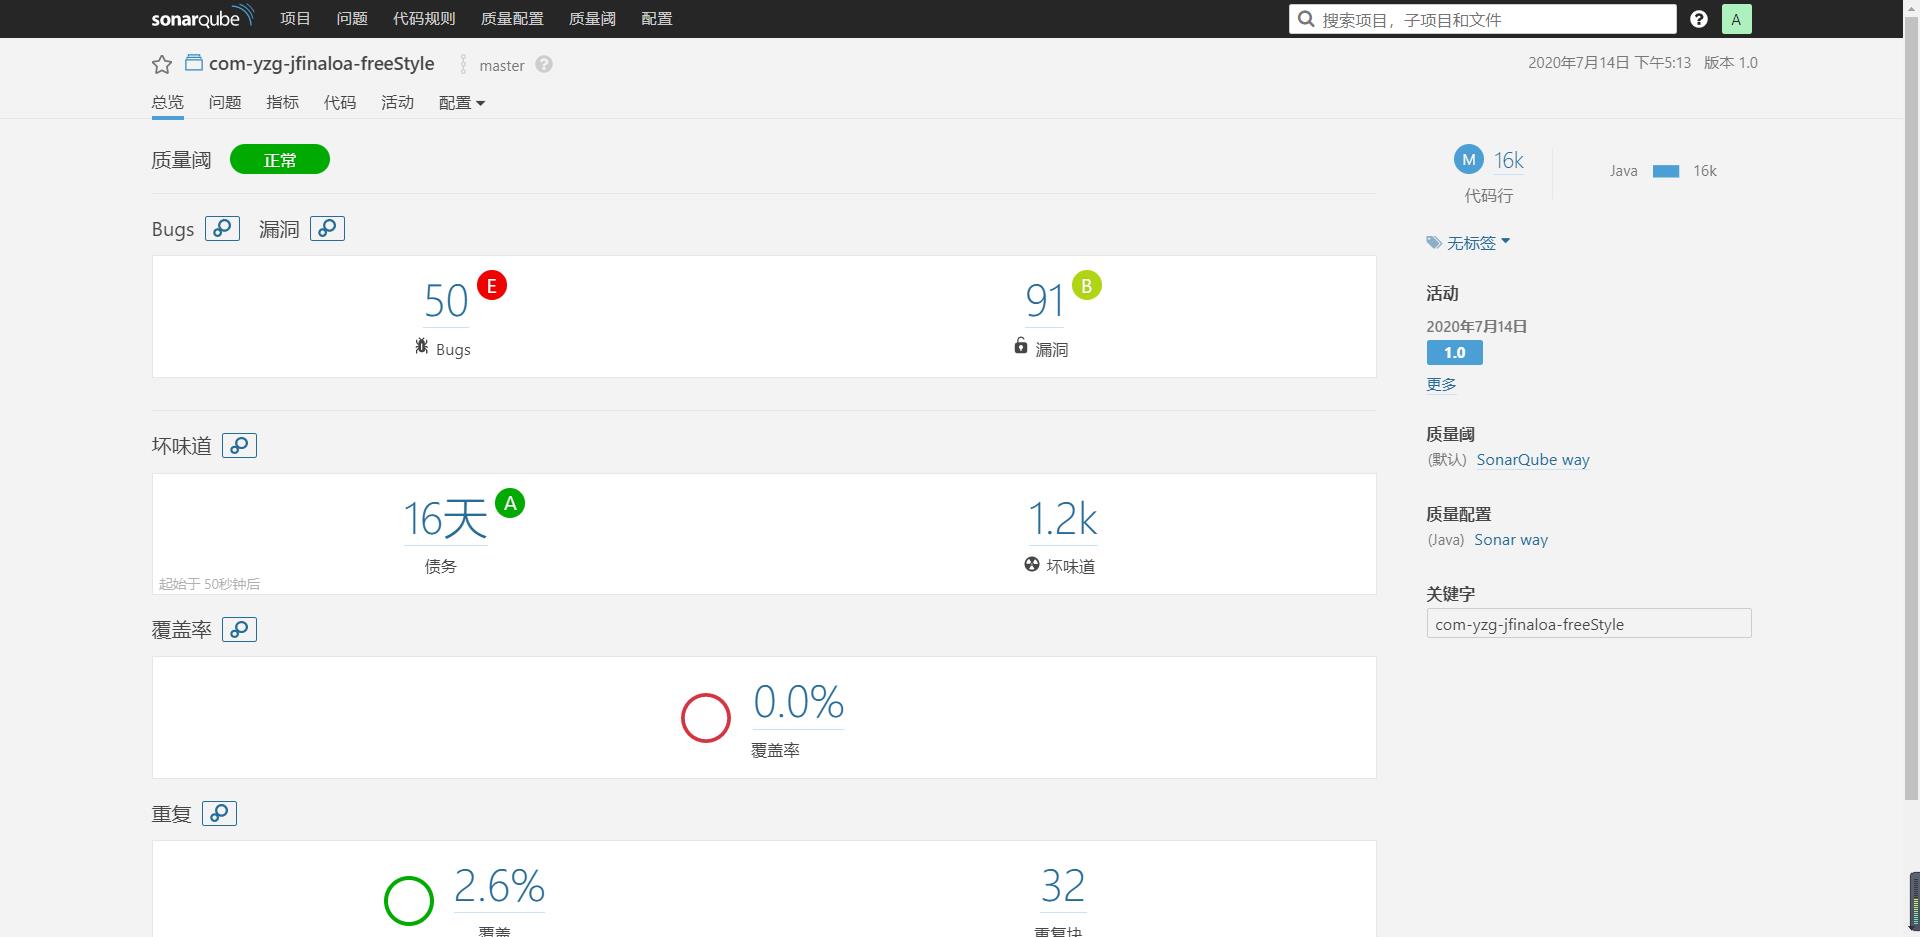 sonarqube 项目 问题 代码规则 质量配置 质量阈 配置 搜索项目，子项目和文件 ? A
com-yzg-jfinaloa-freeStyle master ? 2020年7月14日 下午5:13 版本 1.0
总览 问题 指标 代码 活动 配置
质量阈 正常
M 16k
代码行
Java 16k
Bugs 漏洞
50 E
Bugs
91 B
漏洞
坏味道
16天 A
债务
1.2k
坏味道
起始于 50秒钟后
覆盖率
0.0%
覆盖率
重复
2.6%
覆盖
32
重复块
无标签
活动
2020年7月14日
1.0
更多
质量阈
(默认) SonarQube way
质量配置
(Java) Sonar way
关键字
com-yzg-jfinaloa-freeStyle